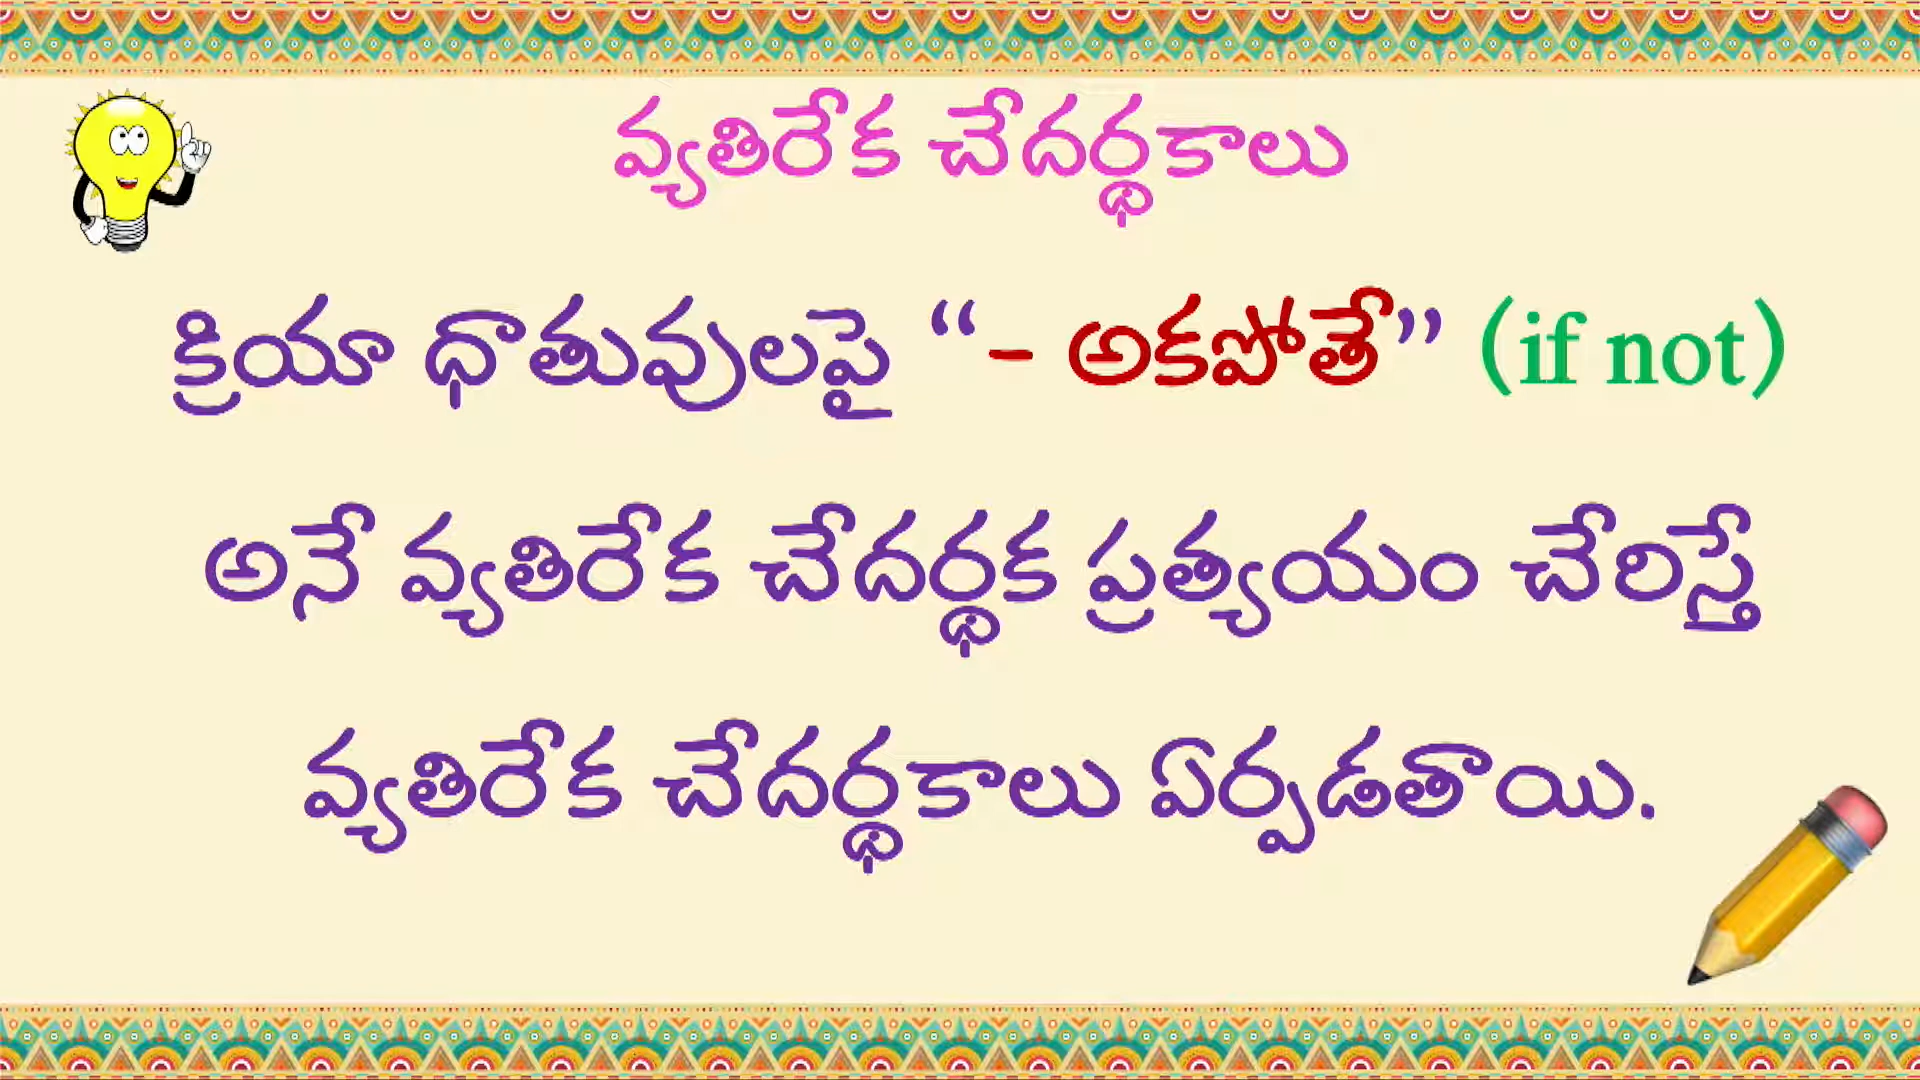 వ్యతిరేక చేదర్థకాలు
క్రియా ధాతువులపై “- అకపోతే” (if not)
అనే వ్యతిరేక చేదర్థక ప్రత్యయం చేరిస్తే
వ్యతిరేక చేదర్థకాలు ఏర్పడతాయి.